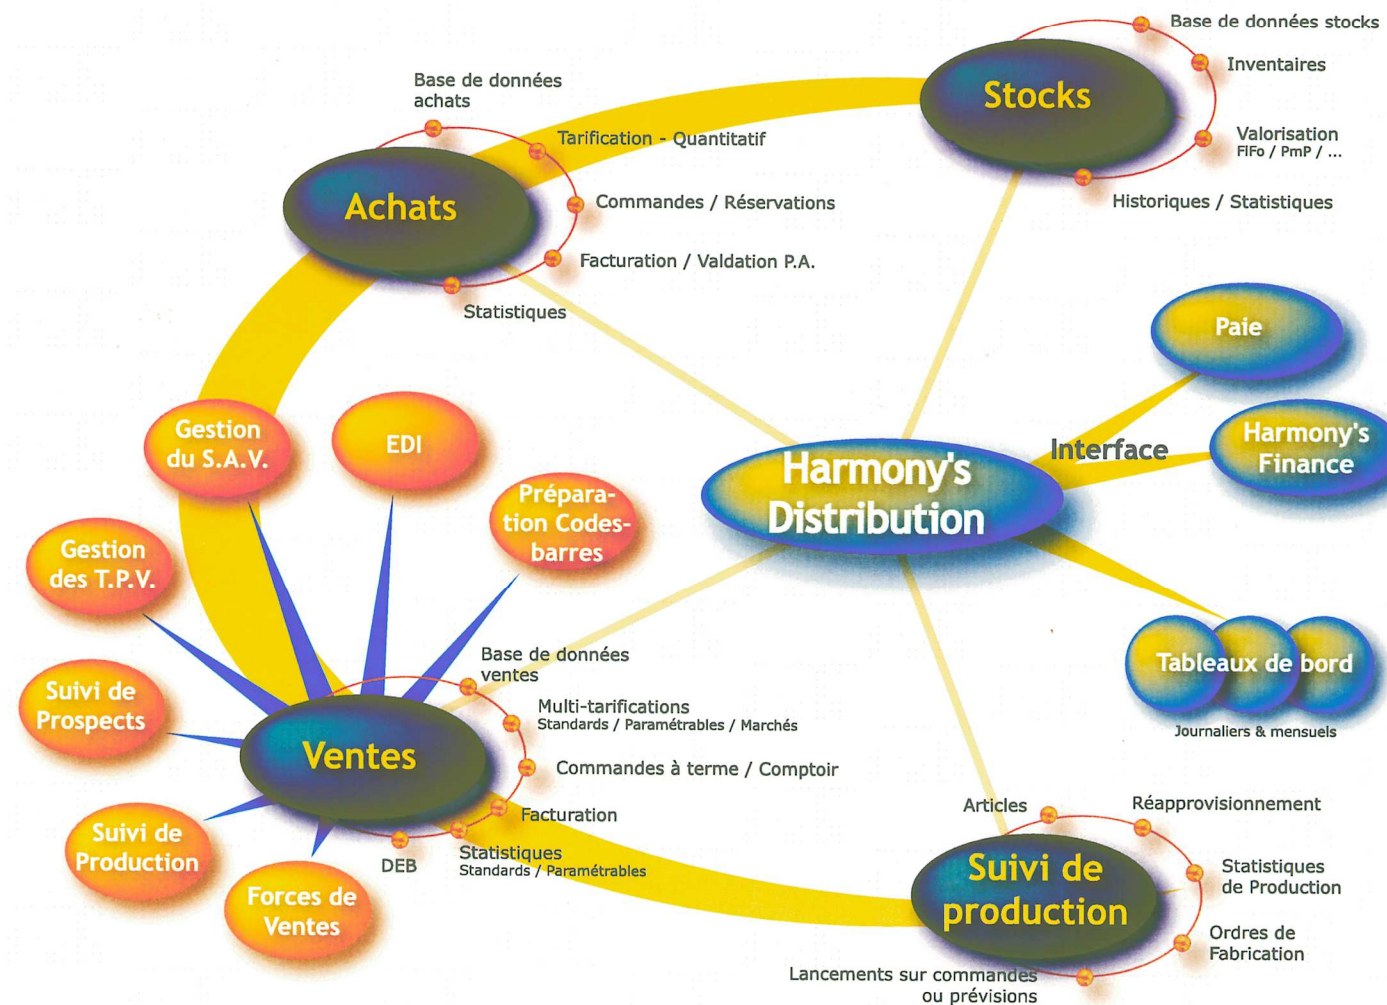 Base de données stocks
Stocks
Inventaires
Valorisation
FiFo / PmP / ...
Historiques / Statistiques
Base de données
achats
Tarification - Quantitatif
Achats
Commandes / Réservations
Facturation / Valdation P.A.
Statistiques
Paie
Interface
Harmony's
Finance
Harmony's
Distribution
Tableaux de bord
Journaliers & mensuels
Gestion
du S.A.V.
EDI
Prépara-
tion Codes-
barres
Gestion
des T.P.V.
Suivi de
Prospects
Suivi de
Production
Forces de
Ventes
Ventes
Base de données
ventes
Multi-tarifications
Standards / Paramétrables / Marchés
Commandes à terme / Comptoir
Facturation
Statistiques
Standards / Paramétrables
DEB
Articles
Réapprovisionnement
Suivi de
production
Statistiques
de Production
Ordres de
Fabrication
Lancements sur commandes
ou prévisions